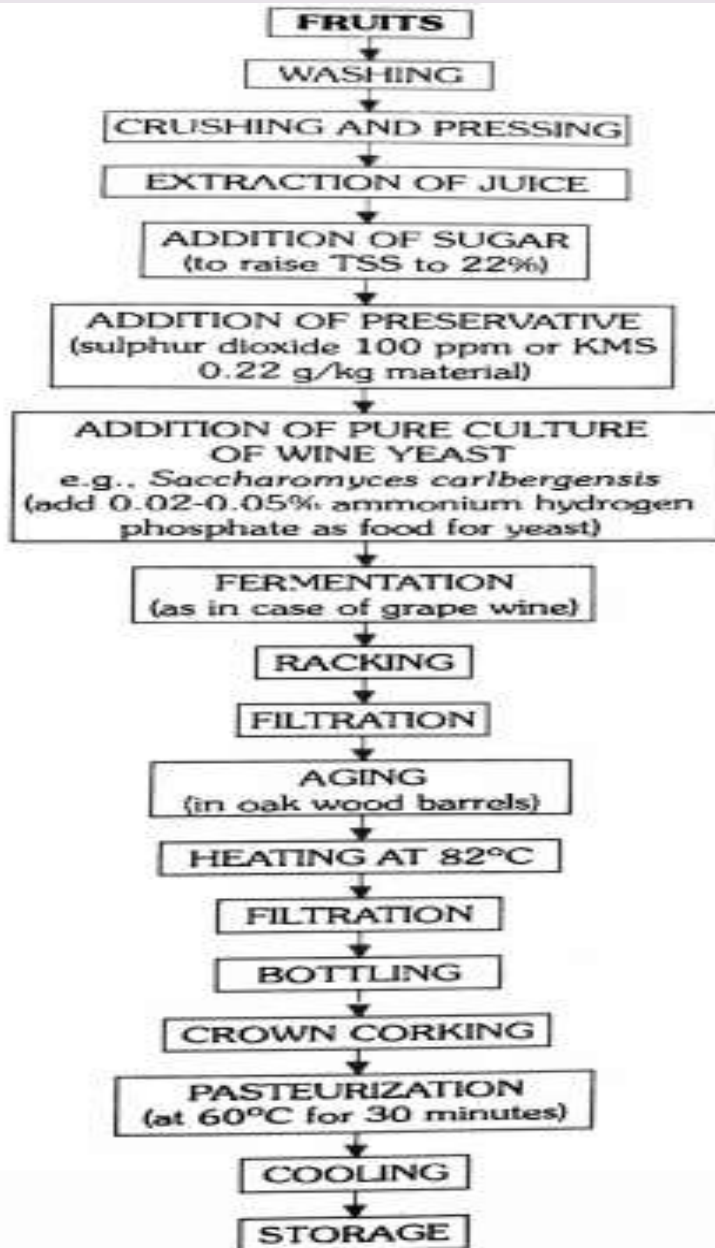 FRUITS
WASHING
CRUSHING AND PRESSING
EXTRACTION OF JUICE
ADDITION OF SUGAR
(to raise TSS to 22%)
ADDITION OF PRESERVATIVE
(sulphur dioxide 100 ppm or KMS
0.22 g/kg material)
ADDITION OF PURE CULTURE
OF WINE YEAST
e.g., Saccharomyces carlbergensis
(add 0.02-0.05% ammonium hydrogen
phosphate as food for yeast)
FERMENTATION
(as in case of grape wine)
RACKING
FILTRATION
AGING
(in oak wood barrels)
HEATING AT 82°C
FILTRATION
BOTTLING
CROWN CORKING
PASTEURIZATION
(at 60°C for 30 minutes)
COOLING
STORAGE